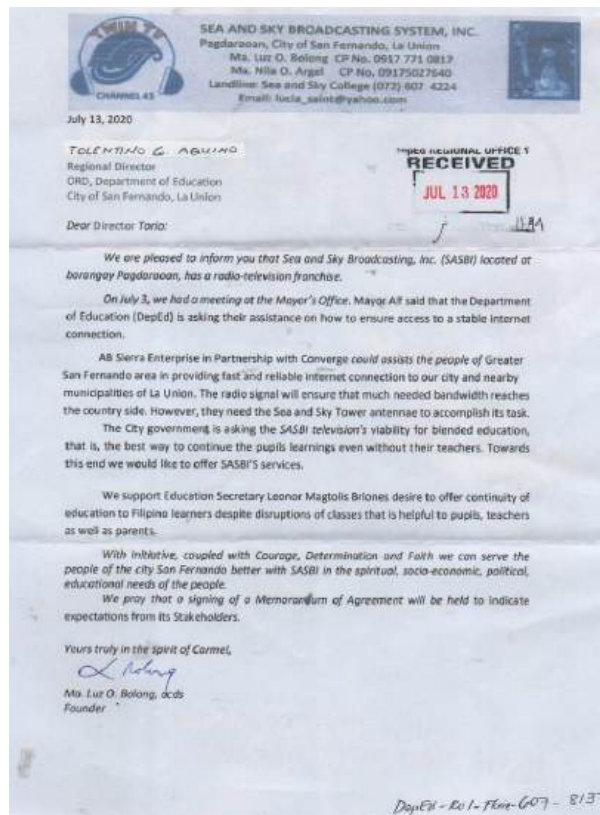 TWIN TV
CHANNEL 43
SEA AND SKY BROADCASTING SYSTEM, INC.
Pagdaraoan, City of San Fernando, La Union
Ma. Luz O. Bolong CP No. 0917 771 0817
Ma. Nila O. Argel CP No. 09175027640
Landline: Sea and Sky College (072) 607 4224
Email: lucia_saint@yahoo.com
July 13, 2020
TOLENTINO G. AQUINO
Regional Director
ORD, Department of Education
City of San Fernando, La Union
REGIONAL OFFICE 1
RECEIVED
JUL 13 2020
Dear Director Torio:
We are pleased to inform you that Sea and Sky Broadcasting, Inc. (SASBI) located at
barangay Pagdaraoan, has a radio-television franchise.
On July 3, we had a meeting at the Mayor's Office. Mayor Alf said that the Department
of Education (DepEd) is asking their assistance on how to ensure access to a stable internet
connection.
AB Sierra Enterprise in Partnership with Converge could assists the people of Greater
San Fernando area in providing fast and reliable internet connection to our city and nearby
municipalities of La Union. The radio signal will ensure that much needed bandwidth reaches
the country side. However, they need the Sea and Sky Tower antennae to accomplish its task.
The City government is asking the SASBI television's viability for blended education,
that is, the best way to continue the pupils learnings even without their teachers. Towards
this end we would like to offer SASBI'S services.
We support Education Secretary Leonor Magtolis Briones desire to offer continuity of
education to Filipino learners despite disruptions of classes that is helpful to pupils, teachers
as well as parents.
With initiative, coupled with Courage, Determination and Faith we can serve the
people of the city San Fernando better with SASBI in the spiritual, socio-economic, political,
educational needs of the people.
We pray that a signing of a Memorandum of Agreement will be held to indicate
expectations from its Stakeholders.
Yours truly in the spirit of Carmel,
Ma. Luz O. Bolong, ocds
Founder